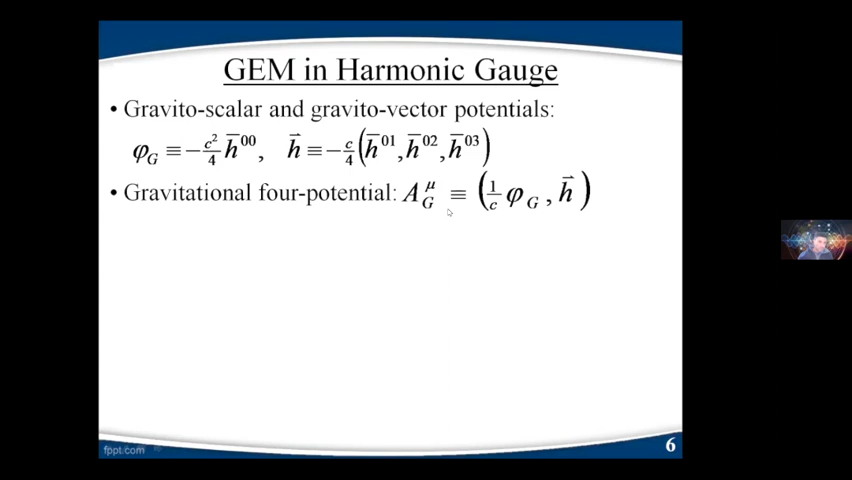 GEM in Harmonic Gauge
• Gravito-scalar and gravito-vector potentials:
φ_G ≡ −c²/4 h̄⁰⁰, h⃗ ≡ −c/4 (h̄⁰¹, h̄⁰², h̄⁰³)
• Gravitational four-potential: A_G^μ ≡ (1/c φ_G, h⃗)
fppt.com
6